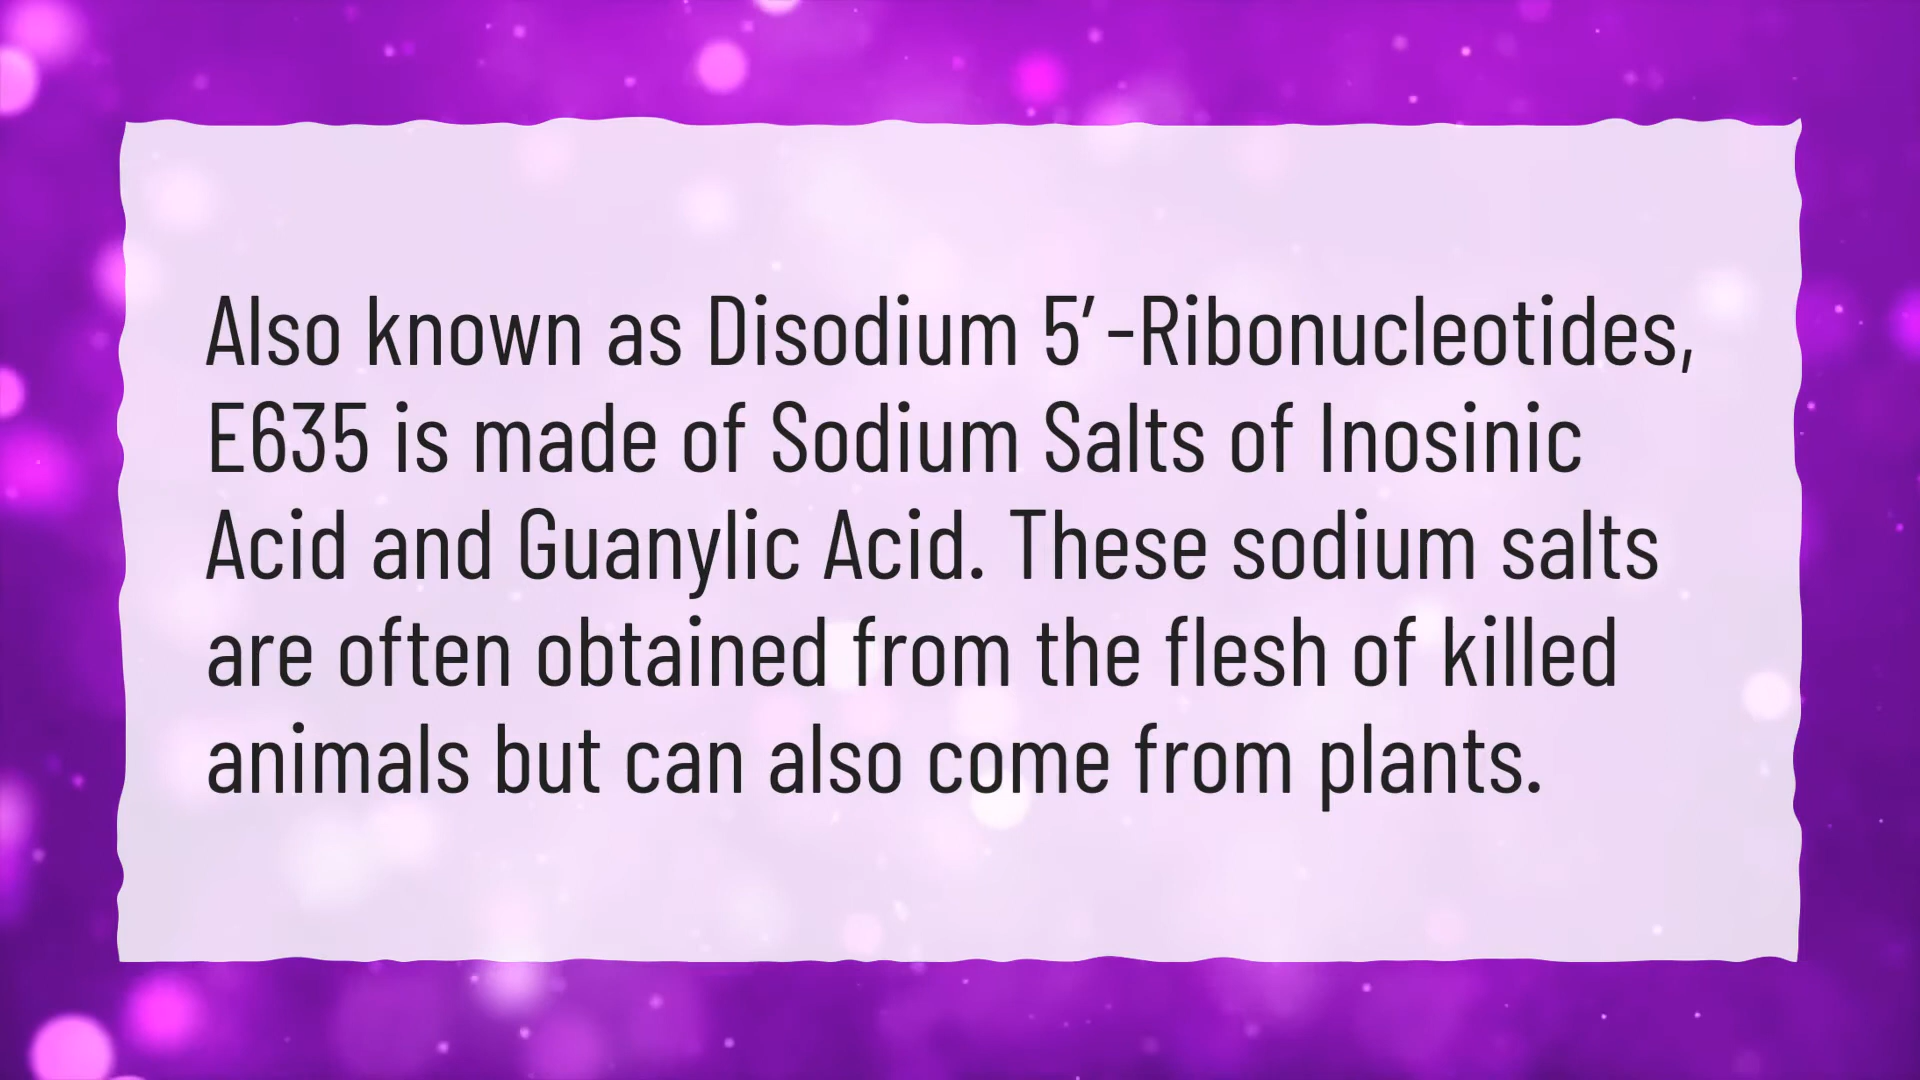 Also known as Disodium 5′-Ribonucleotides,
E635 is made of Sodium Salts of Inosinic
Acid and Guanylic Acid. These sodium salts
are often obtained from the flesh of killed
animals but can also come from plants.